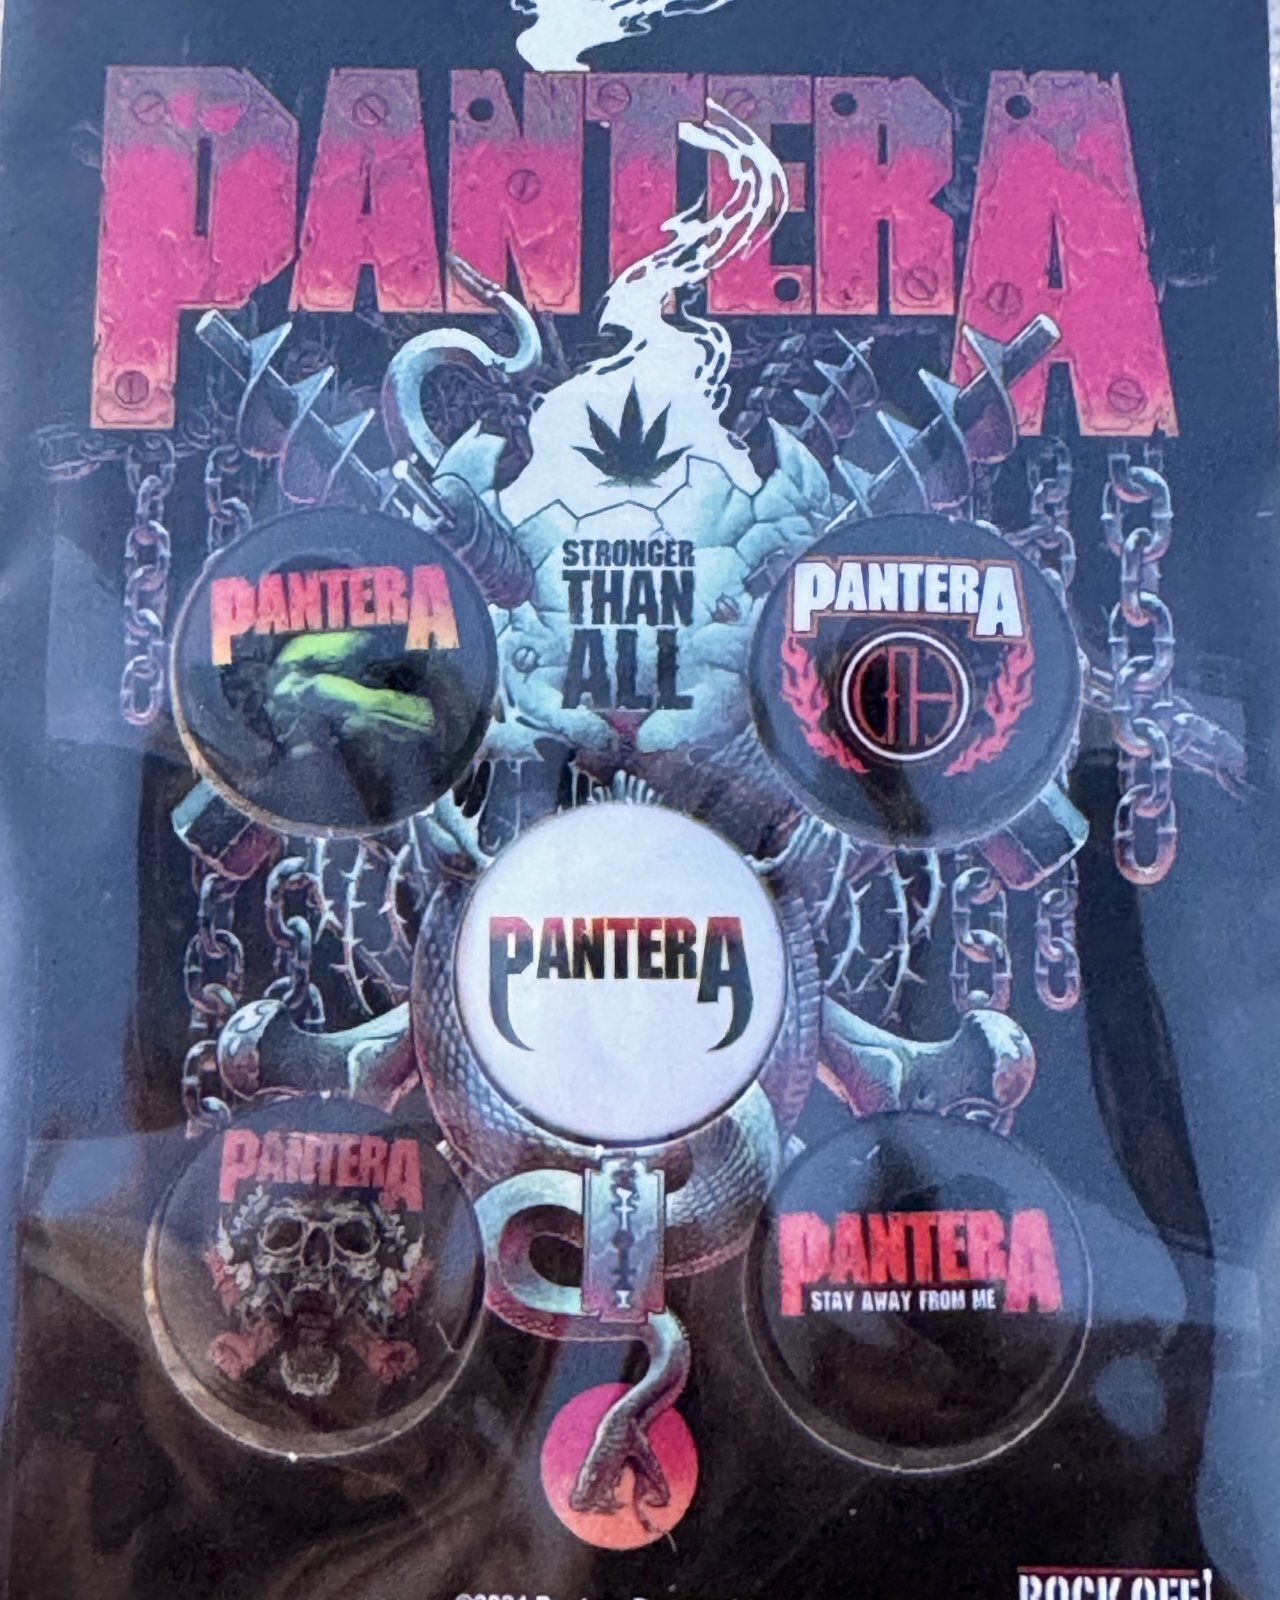 PANTERA
STRONGER
THAN
ALL
PANTERA
PANTERA
PANTERA
PANTERA
PANTERA
STAY AWAY FROM ME
ROCK OFF!